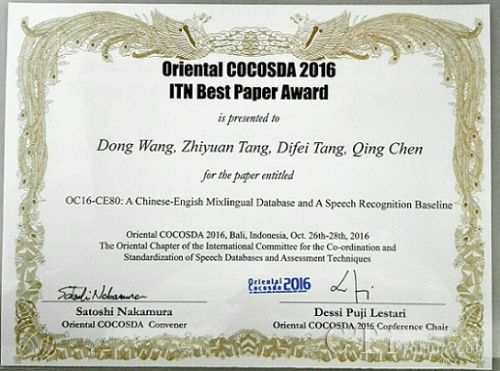 Oriental COCOSDA 2016
ITN Best Paper Award
is presented to
Dong Wang, Zhiyuan Tang, Difei Tang, Qing Chen
for the paper entitled
OC16-CE80: A Chinese-Engish Mixlingual Database and A Speech Recognition Baseline
Oriental COCOSDA 2016, Bali, Indonesia, Oct. 26th-28th, 2016
The Oriental Chapter of the International Committee for the Co-ordination and
Standardization of Speech Databases and Assessment Techniques
Satoshi Nakamura
Oriental Cocosda 2016
Satoshi Nakamura
Dessi Puji Lestari
Oriental COCOSDA Convener
Oriental COCOSDA 2016 Conference Chair